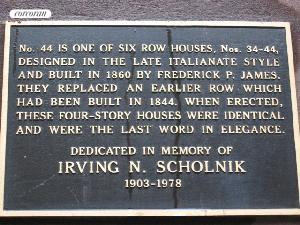 corcoran
No. 44 IS ONE OF SIX ROW HOUSES, Nos. 34-44,
DESIGNED IN THE LATE ITALIANATE STYLE
AND BUILT IN 1860 BY FREDERICK P. JAMES.
THEY REPLACED AN EARLIER ROW WHICH
HAD BEEN BUILT IN 1844. WHEN ERECTED,
THESE FOUR-STORY HOUSES WERE IDENTICAL
AND WERE THE LAST WORD IN ELEGANCE.
DEDICATED IN MEMORY OF
IRVING N. SCHOLNIK
1903-1978